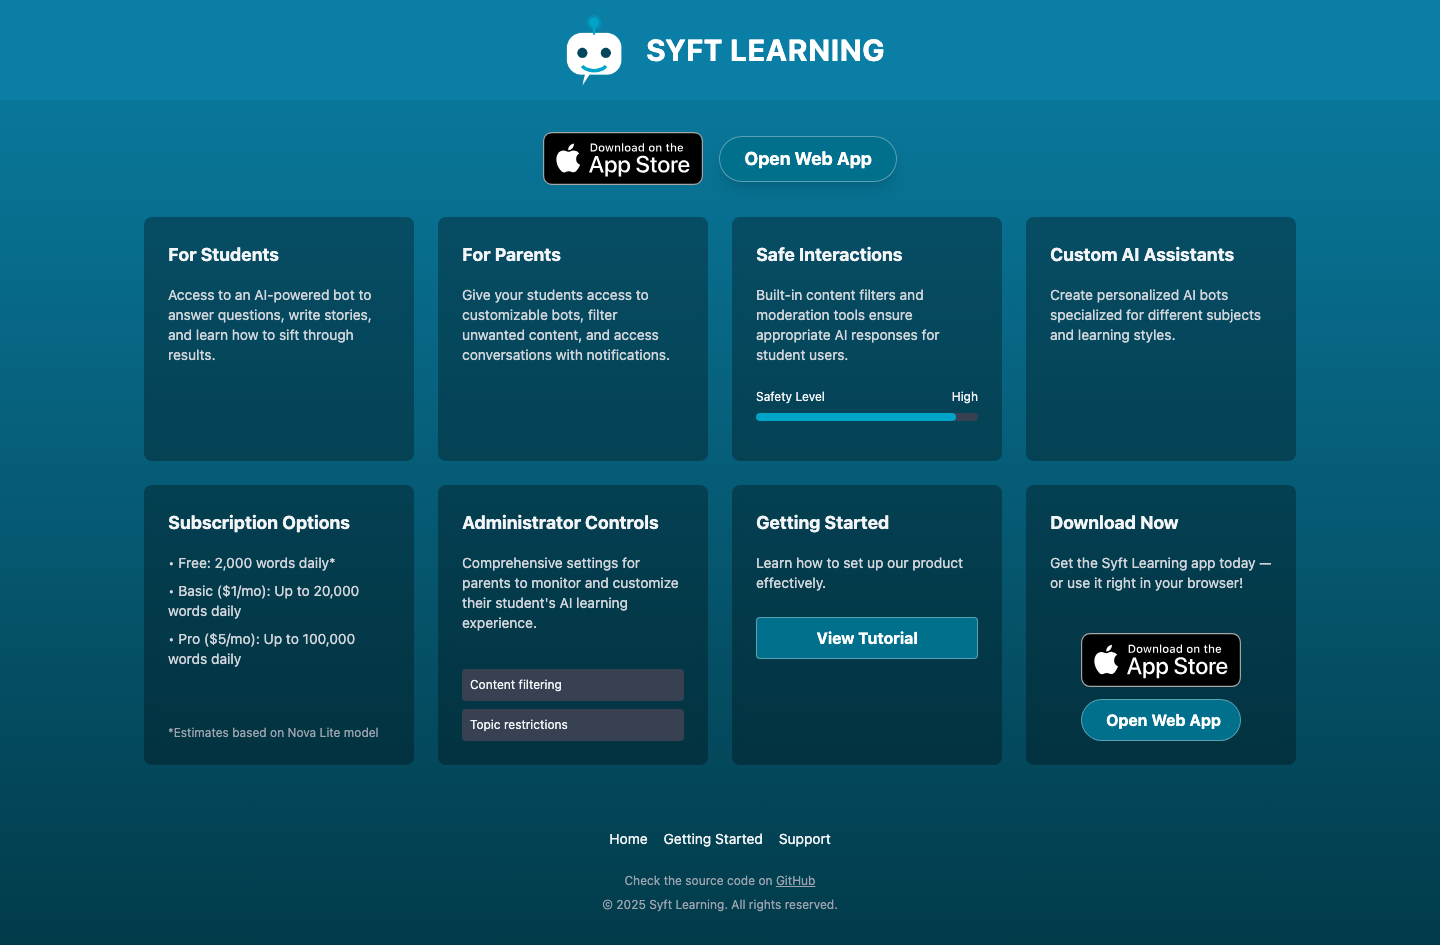 SYFT LEARNING
Download on the
App Store
Open Web App
For Students
Access to an AI-powered bot to
answer questions, write stories,
and learn how to sift through
results.
For Parents
Give your students access to
customizable bots, filter
unwanted content, and access
conversations with notifications.
Safe Interactions
Built-in content filters and
moderation tools ensure
appropriate AI responses for
student users.
Safety Level High
Custom AI Assistants
Create personalized AI bots
specialized for different subjects
and learning styles.
Subscription Options
• Free: 2,000 words daily*
• Basic ($1/mo): Up to 20,000
words daily
• Pro ($5/mo): Up to 100,000
words daily
*Estimates based on Nova Lite model
Administrator Controls
Comprehensive settings for
parents to monitor and customize
their student's AI learning
experience.
Content filtering
Topic restrictions
Getting Started
Learn how to set up our product
effectively.
View Tutorial
Download Now
Get the Syft Learning app today —
or use it right in your browser!
Download on the
App Store
Open Web App
Home Getting Started Support
Check the source code on GitHub
© 2025 Syft Learning. All rights reserved.